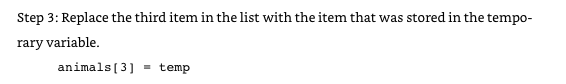 Step 3: Replace the third item in the list with the item that was stored in the tempo-
rary variable.
animals[3] = temp